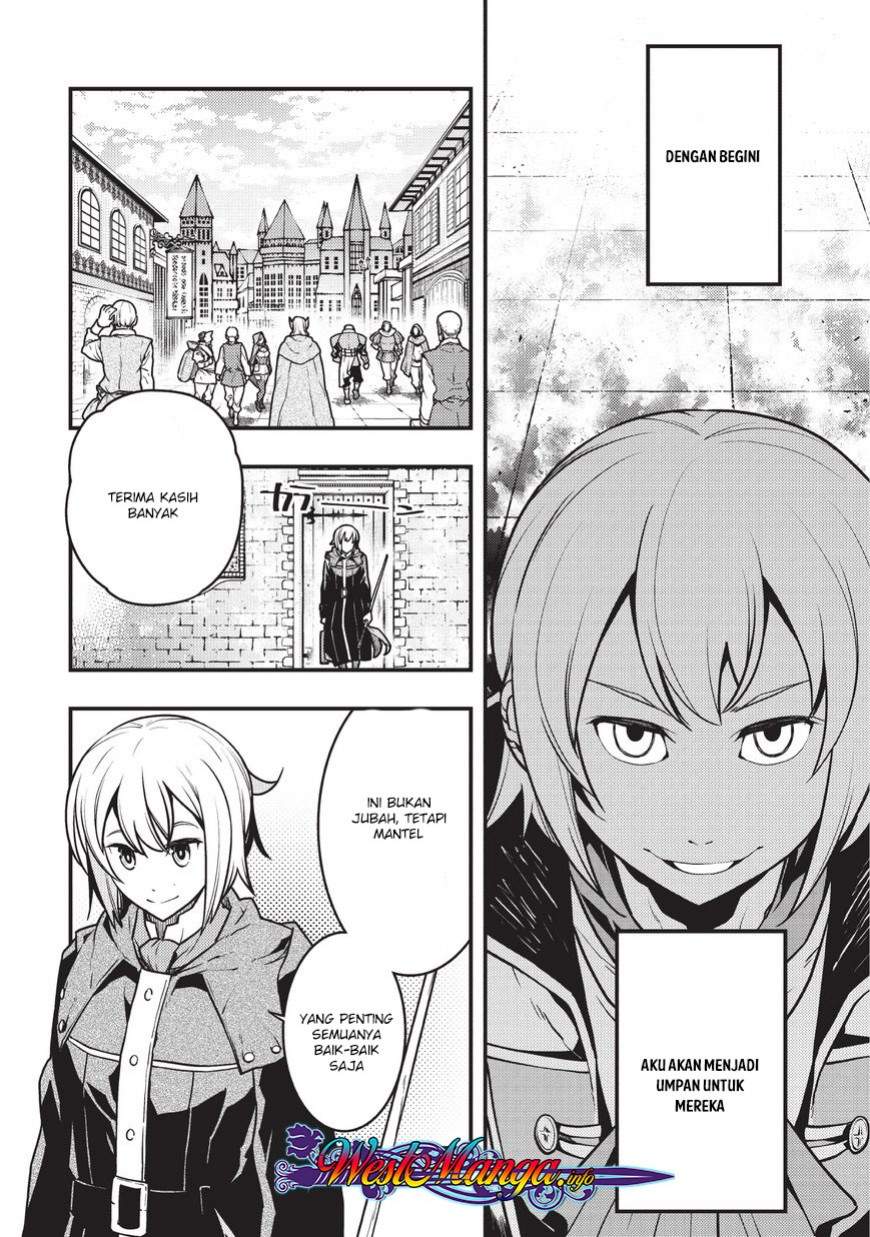 DENGAN BEGINI
AKU AKAN MENJADI
UMPAN UNTUK
MEREKA
TERIMA KASIH
BANYAK
INI BUKAN
JUBAH, TETAPI
MANTEL
YANG PENTING
SEMUANYA
BAIK-BAIK
SAJA
WestManga.info